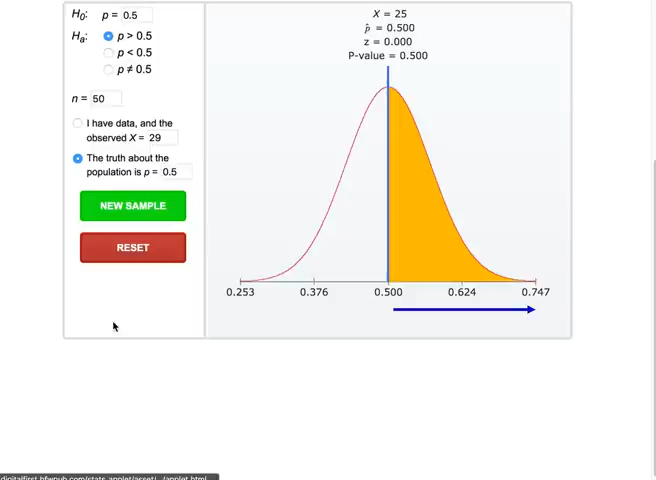 H₀: p = 0.5
Hₐ: p > 0.5
p < 0.5
p ≠ 0.5
n = 50
I have data, and the
observed X = 29
The truth about the
population is p = 0.5
NEW SAMPLE
RESET
X = 25
p̂ = 0.500
z = 0.000
P-value = 0.500
0.253 0.376 0.500 0.624 0.747